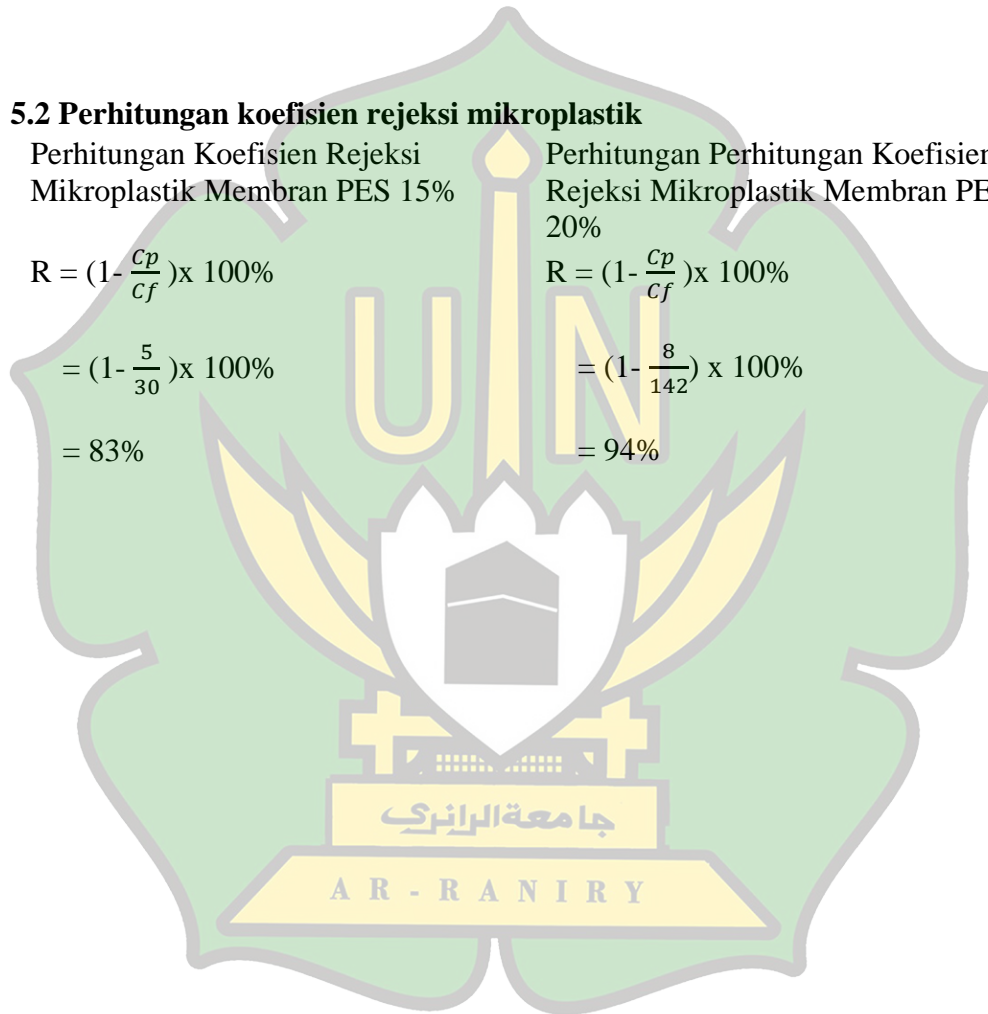 5.2 Perhitungan koefisien rejeksi mikroplastik
Perhitungan Koefisien Rejeksi
Mikroplastik Membran PES 15%
R = (1- Cp/Cf )x 100%
= (1- 5/30 )x 100%
= 83%
Perhitungan Perhitungan Koefisien
Rejeksi Mikroplastik Membran PE
20%
R = (1- Cp/Cf )x 100%
= (1- 8/142) x 100%
= 94%
UIN
جامعة الرانري
AR-RANIRY